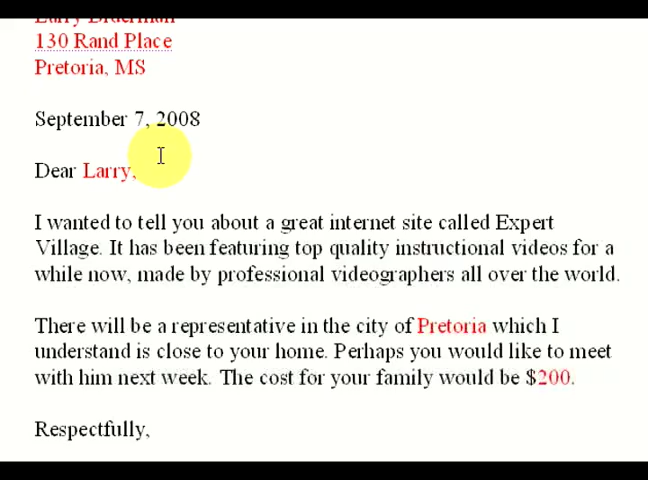 130 Rand Place
Pretoria, MS
September 7, 2008
Dear Larry,
I wanted to tell you about a great internet site called Expert
Village. It has been featuring top quality instructional videos for a
while now, made by professional videographers all over the world.
There will be a representative in the city of Pretoria which I
understand is close to your home. Perhaps you would like to meet
with him next week. The cost for your family would be $200.
Respectfully,